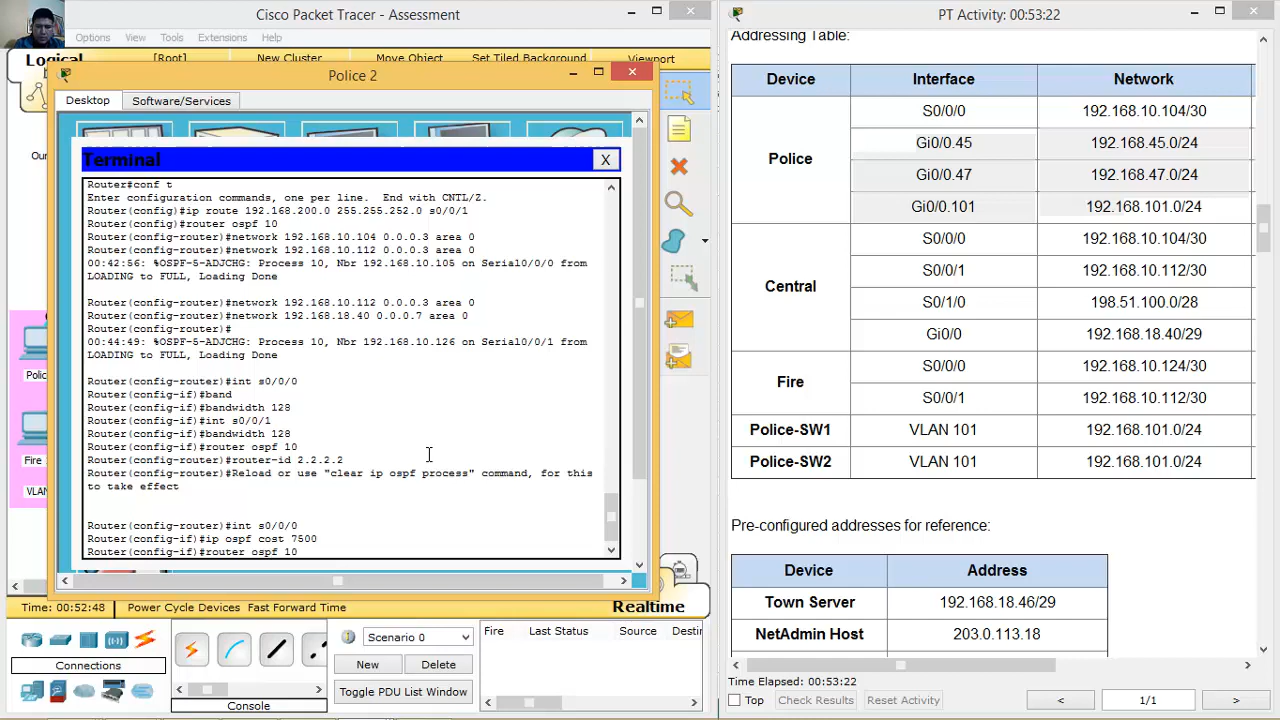 Cisco Packet Tracer - Assessment
Options View Tools Extensions Help
Logical [Root] New Cluster Move Object Set Tiled Background Viewport
Police 2
Desktop Software/Services
Terminal
X
Router#conf t
Enter configuration commands, one per line. End with CNTL/Z.
Router(config)#ip route 192.168.200.0 255.255.252.0 s0/0/1
Router(config)#router ospf 10
Router(config-router)#network 192.168.10.104 0.0.0.3 area 0
Router(config-router)#network 192.168.10.112 0.0.0.3 area 0
00:42:56: %OSPF-5-ADJCHG: Process 10, Nbr 192.168.10.105 on Serial0/0/0 from
LOADING to FULL, Loading Done
Router(config-router)#network 192.168.10.112 0.0.0.3 area 0
Router(config-router)#network 192.168.18.40 0.0.0.7 area 0
Router(config-router)#
00:44:49: %OSPF-5-ADJCHG: Process 10, Nbr 192.168.10.126 on Serial0/0/1 from
LOADING to FULL, Loading Done
Router(config-router)#int s0/0/0
Router(config-if)#band
Router(config-if)#bandwidth 128
Router(config-if)#int s0/0/1
Router(config-if)#bandwidth 128
Router(config-if)#router ospf 10
Router(config-router)#router-id 2.2.2.2
Router(config-router)#Reload or use "clear ip ospf process" command, for this
to take effect
Router(config-router)#int s0/0/0
Router(config-if)#ip ospf cost 7500
Router(config-if)#router ospf 10
Time: 00:52:48 Power Cycle Devices Fast Forward Time
Realtime
Connections
Console
Scenario 0
New Delete
Toggle PDU List Window
Fire Last Status Source
PT Activity: 00:53:22
Addressing Table:
Device Interface Network
Police S0/0/0 192.168.10.104/30
Gi0/0.45 192.168.45.0/24
Gi0/0.47 192.168.47.0/24
Gi0/0.101 192.168.101.0/24
Central S0/0/0 192.168.10.104/30
S0/0/1 192.168.10.112/30
S0/1/0 198.51.100.0/28
Gi0/0 192.168.18.40/29
Fire S0/0/0 192.168.10.124/30
S0/0/1 192.168.10.112/30
Police-SW1 VLAN 101 192.168.101.0/24
Police-SW2 VLAN 101 192.168.101.0/24
Pre-configured addresses for reference:
Device Address
Town Server 192.168.18.46/29
NetAdmin Host 203.0.113.18
Time Elapsed: 00:53:22
Top Check Results Reset Activity < 1/1 >